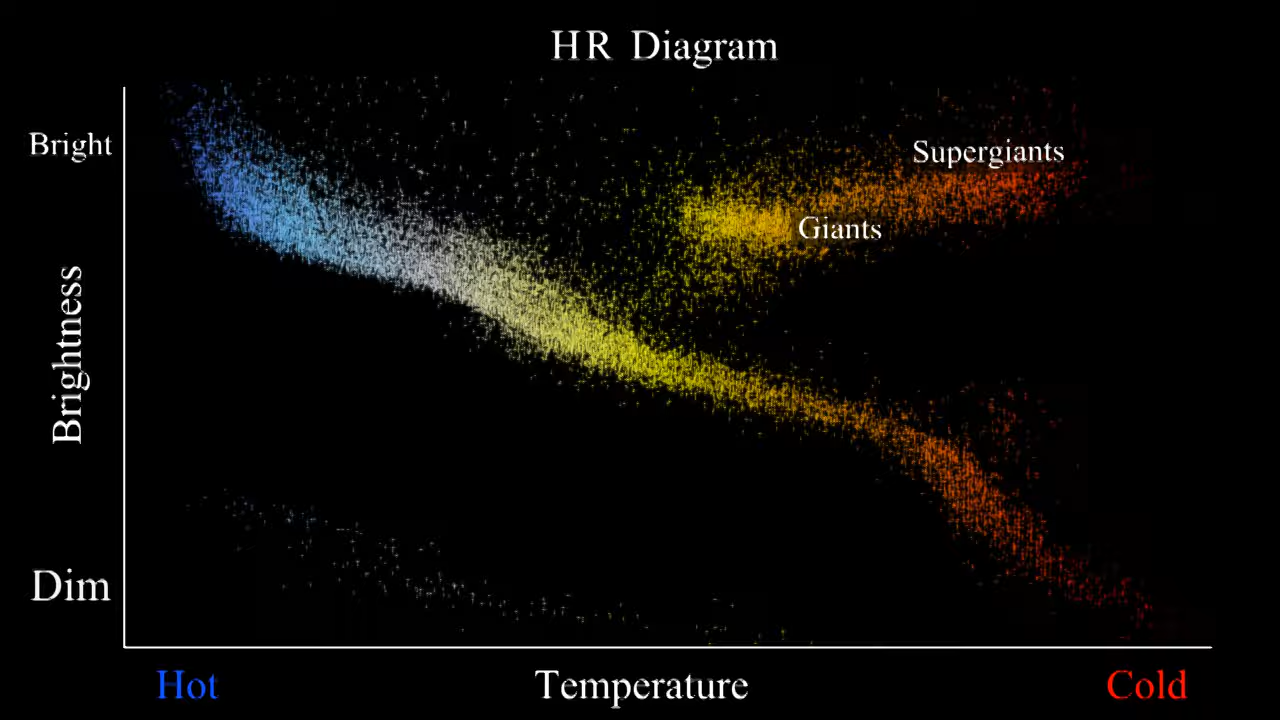 HR Diagram
Bright
Supergiants
Giants
Brightness
Dim
Hot
Temperature
Cold